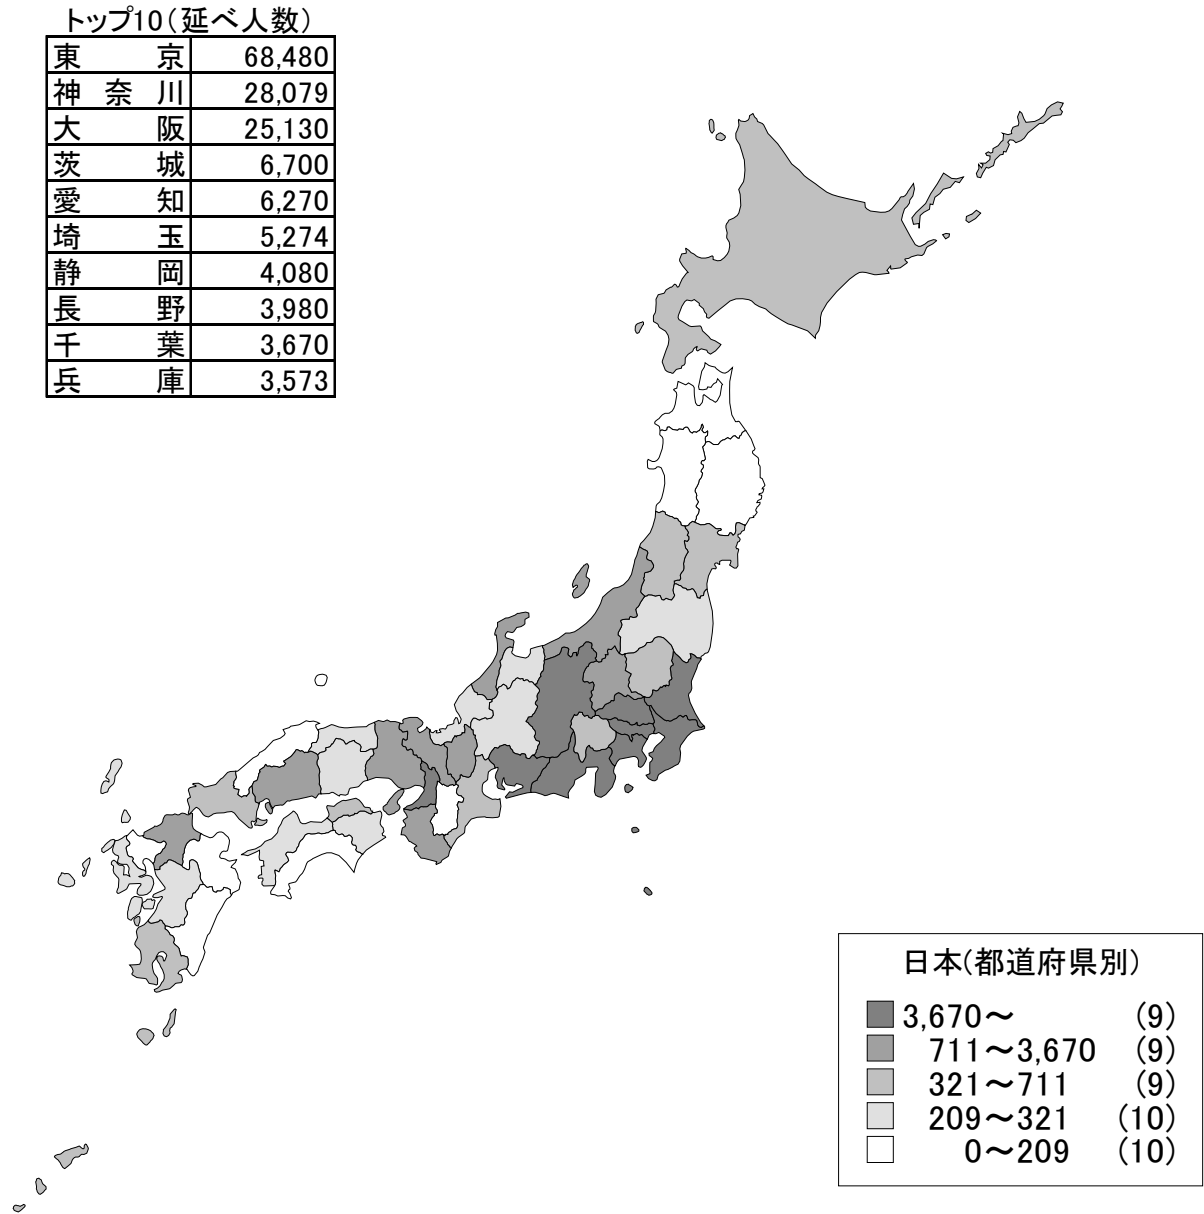 トップ10(延べ人数)
東京 68,480
神奈川 28,079
大阪 25,130
茨城 6,700
愛知 6,270
埼玉 5,274
静岡 4,080
長野 3,980
千葉 3,670
兵庫 3,573
日本(都道府県別)
3,670～ (9)
711～3,670 (9)
321～711 (9)
209～321 (10)
0～209 (10)